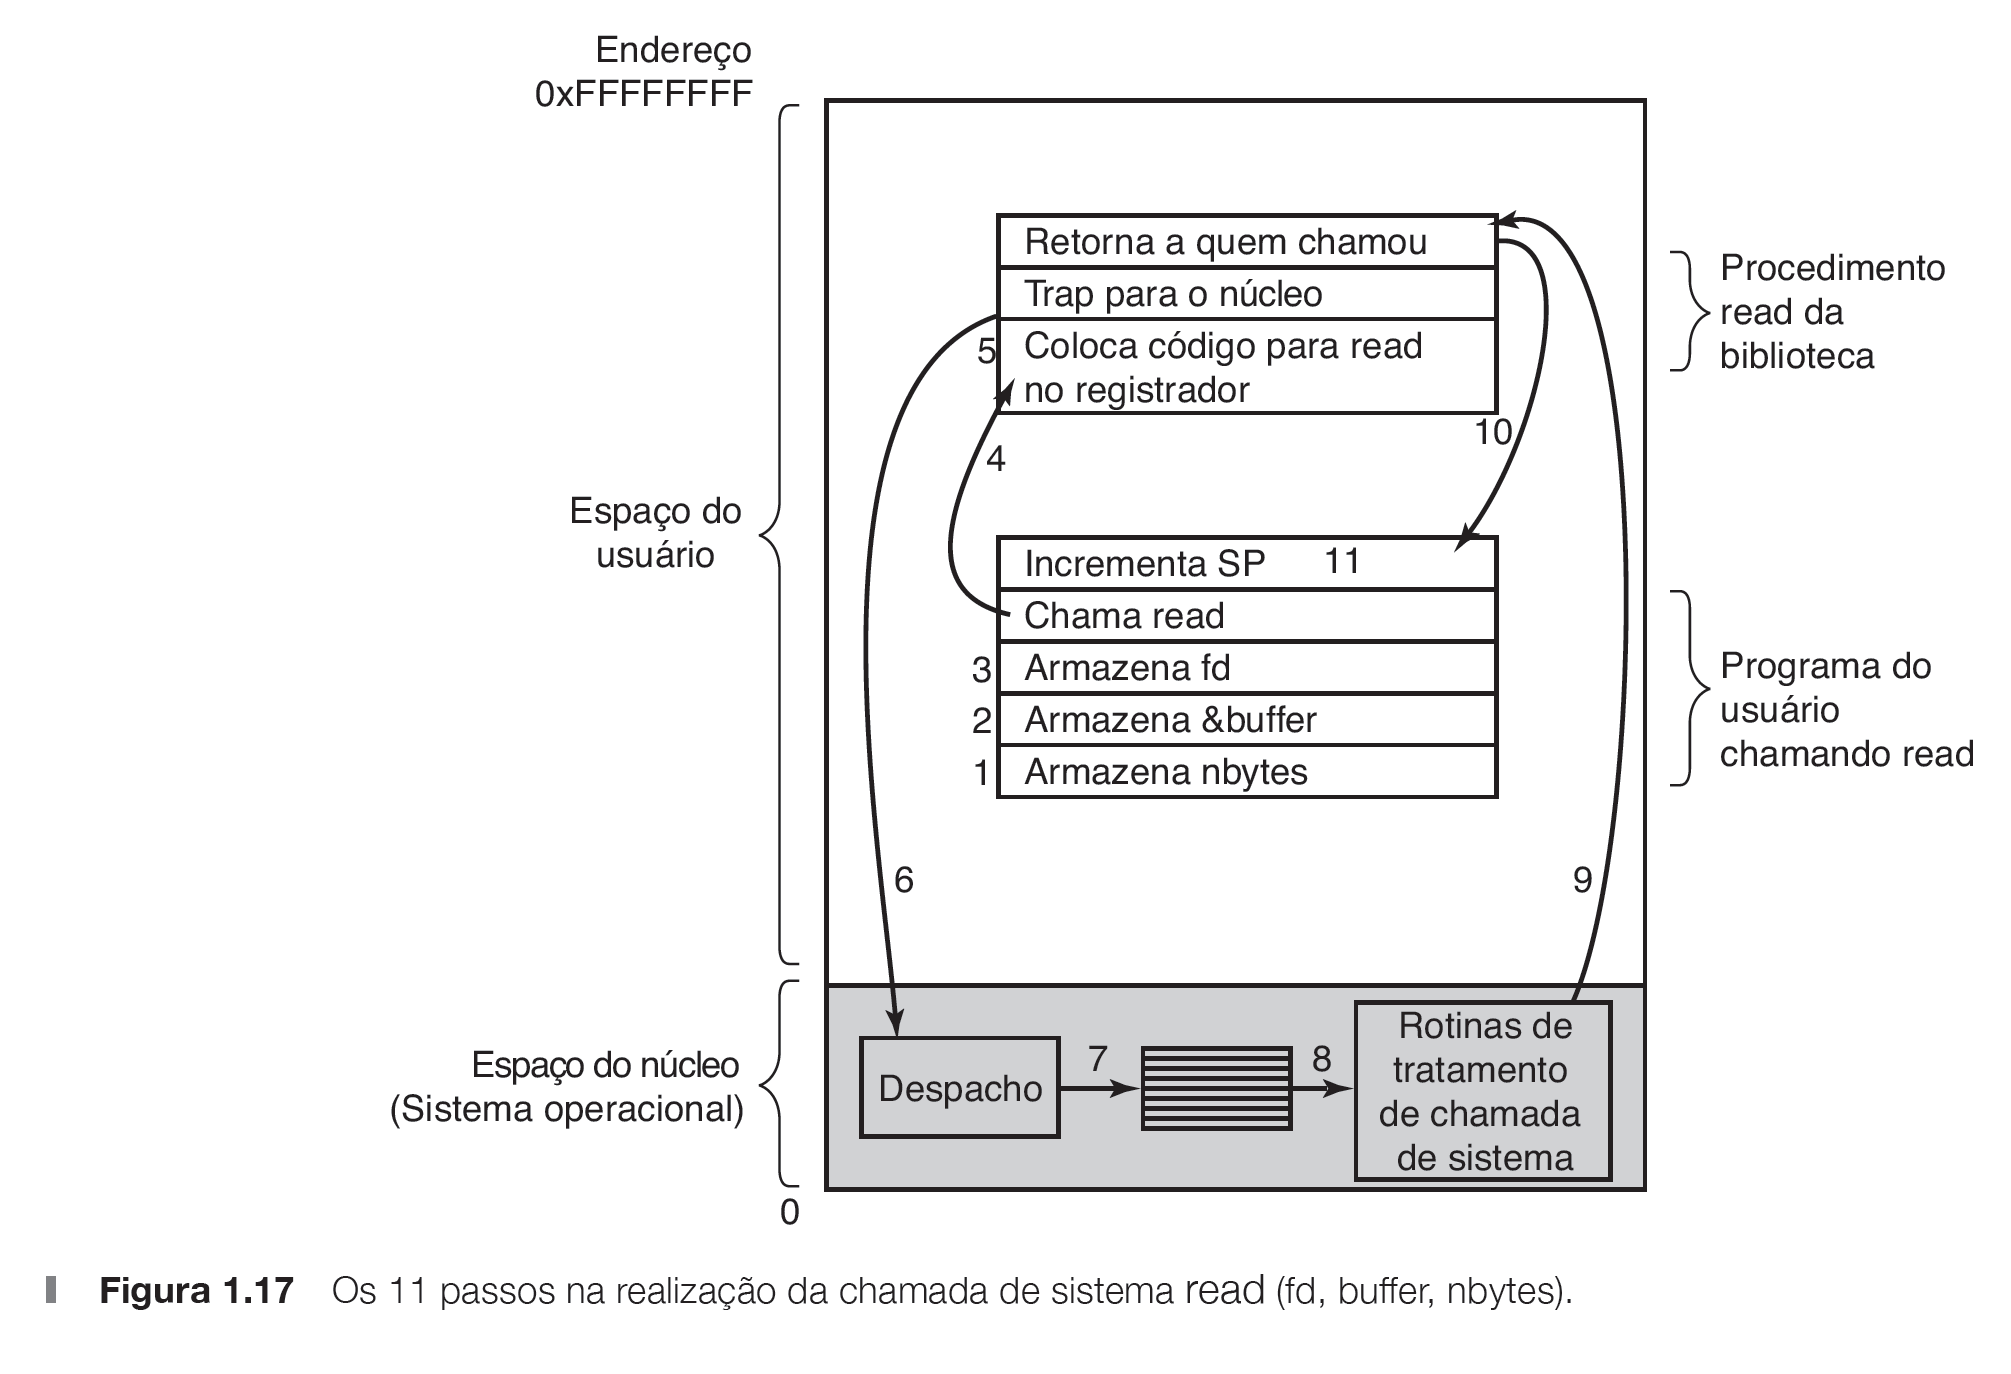 Endereço
0xFFFFFFFF
Retorna a quem chamou
Trap para o núcleo
5
Coloca código para read
no registrador
4
10
Procedimento
read da
biblioteca
Espaço do
usuário
Incrementa SP 11
Chama read
3 Armazena fd
2 Armazena &buffer
1 Armazena nbytes
Programa do
usuário
chamando read
6
9
Espaço do núcleo
(Sistema operacional)
Despacho
7
8
Rotinas de
tratamento
de chamada
de sistema
0
Figura 1.17 Os 11 passos na realização da chamada de sistema read (fd, buffer, nbytes).